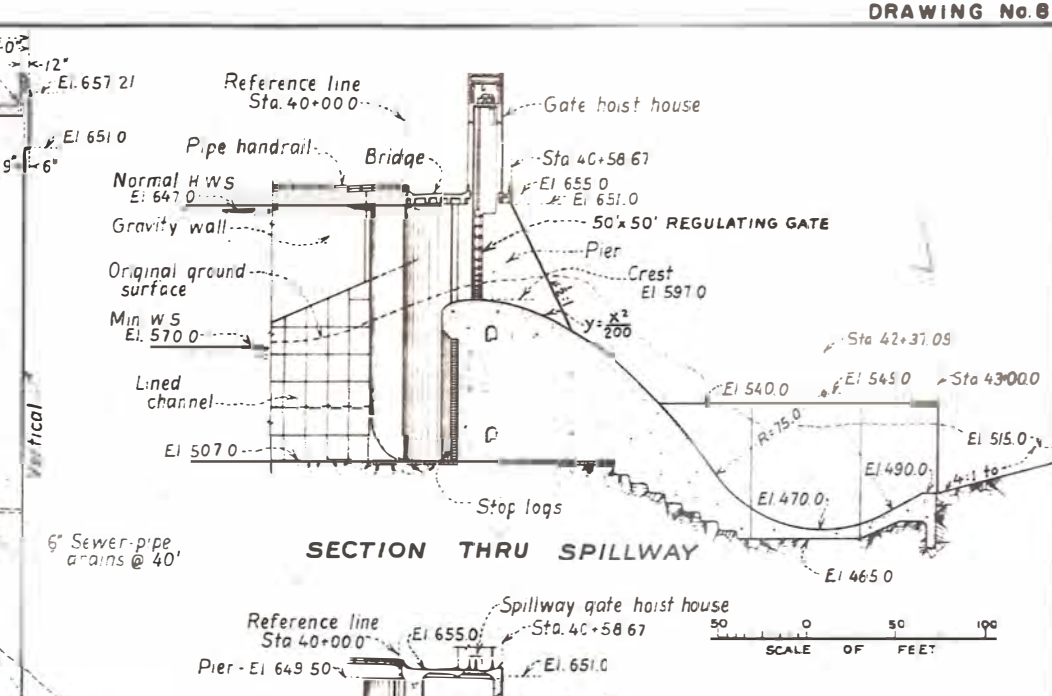 DRAWING No. 8
12"
El. 657.21
El 651 0
9"
6"
Vertical
6" Sewer-pipe
drains @ 40'
Reference line
Sta. 40+00 0
Gate hoist house
Pipe handrail
Bridge
Sta 40+58 67
El 655 0
El 651.0
Normal H W S
El 647 0
50'x 50' REGULATING GATE
Gravity wall
Pier
Original ground
surface
Crest
El 597 0
Min W S
El. 570 0
y = x²/200
Sta 42+37.09
Lined
channel
El 540.0
El 545 0
Sta 43+00.0
R=75.0
El 507 0
El 515.0
El.490.0
4:1 to
El.470.0
Stop logs
El 465.0
SECTION THRU SPILLWAY
Reference line
Sta 40+00 0
El 655.0
Spillway gate hoist house
Sta. 40+58 67
Pier - El 649 50
El. 651.0
50 0 50 100
SCALE OF FEET